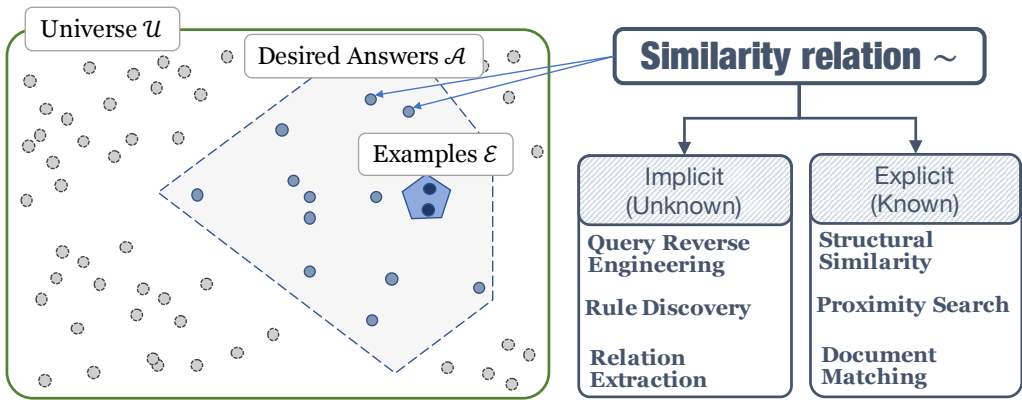 Universe 𝒰
Desired Answers 𝒜
Examples ℰ
Similarity relation ~
Implicit
(Unknown)
Query Reverse
Engineering
Rule Discovery
Relation
Extraction
Explicit
(Known)
Structural
Similarity
Proximity Search
Document
Matching